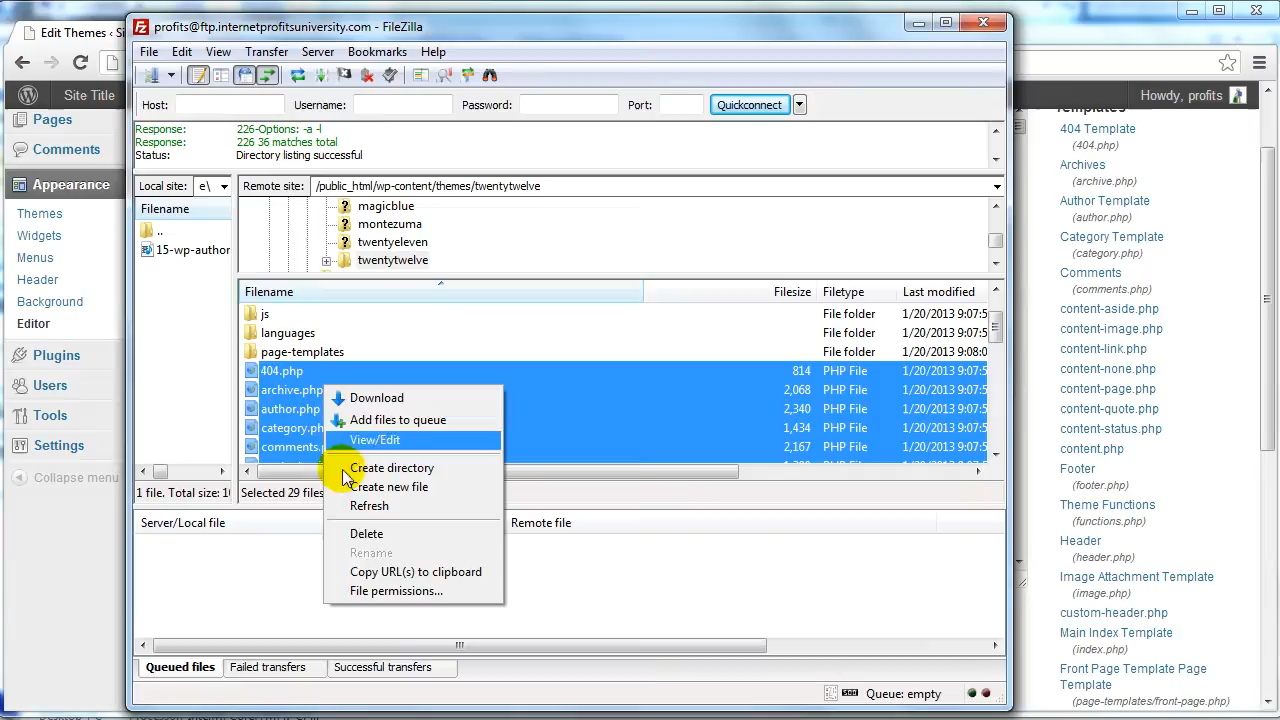 profits@ftp.internetprofitsuniversity.com - FileZilla
Edit Themes ‹ Si
File Edit View Transfer Server Bookmarks Help
Site Title
Howdy, profits
Host: Username: Password: Port: Quickconnect
Pages
Comments
Appearance
Themes
Widgets
Menus
Header
Background
Editor
Plugins
Users
Tools
Settings
Collapse menu
Response: 226-Options: -a -l
Response: 226 36 matches total
Status: Directory listing successful
Local site: e\
Remote site: /public_html/wp-content/themes/twentytwelve
Filename
..
15-wp-author
magicblue
montezuma
twentyeleven
twentytwelve
Filename Filesize Filetype Last modified
js File folder 1/20/2013 9:07:5
languages File folder 1/20/2013 9:07:5
page-templates File folder 1/20/2013 9:08:0
404.php 814 PHP File 1/20/2013 9:07:5
archive.php 2,068 PHP File 1/20/2013 9:07:5
author.php 2,340 PHP File 1/20/2013 9:07:5
category.ph 1,434 PHP File 1/20/2013 9:07:5
comments. 2,167 PHP File 1/20/2013 9:07:5
Download
Add files to queue
View/Edit
Create directory
Create new file
Refresh
Delete
Rename
Copy URL(s) to clipboard
File permissions...
1 file. Total size: 1
Selected 29 files
Server/Local file
Remote file
Queued files Failed transfers Successful transfers
Queue: empty
Templates
404 Template
(404.php)
Archives
(archive.php)
Author Template
(author.php)
Category Template
(category.php)
Comments
(comments.php)
content-aside.php
content-image.php
content-link.php
content-none.php
content-page.php
content-quote.php
content-status.php
content.php
Footer
(footer.php)
Theme Functions
(functions.php)
Header
(header.php)
Image Attachment Template
(image.php)
custom-header.php
Main Index Template
(index.php)
Front Page Template Page
Template
(page-templates/front-page.php)